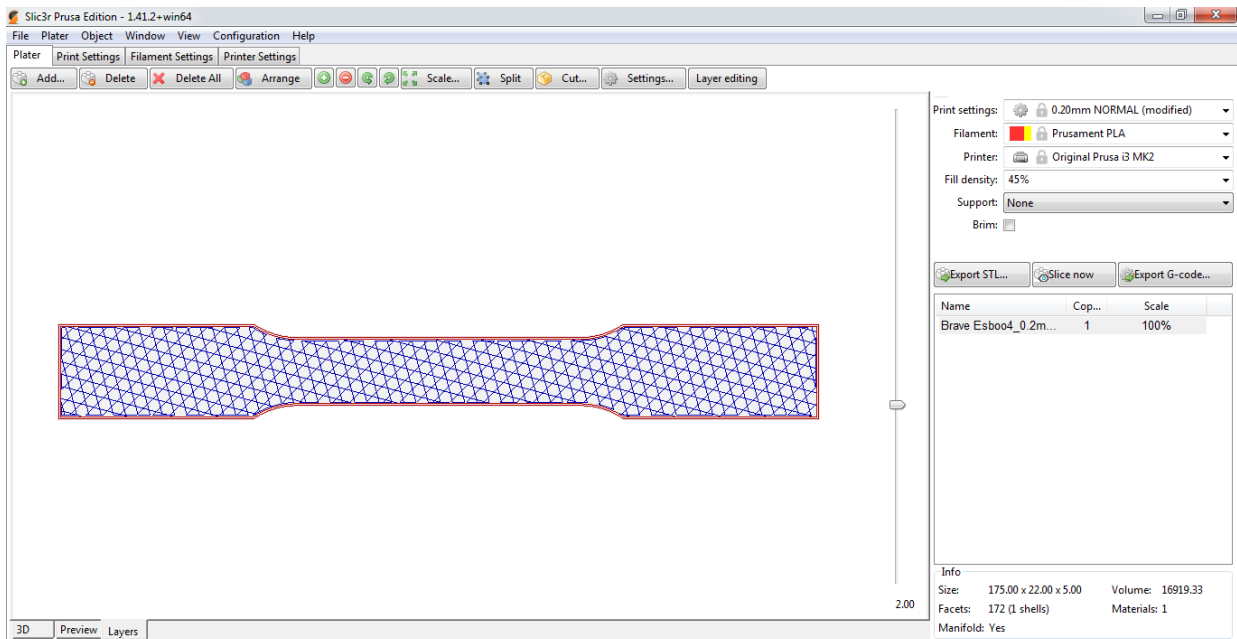 Slic3r Prusa Edition - 1.41.2+win64
File Plater Object Window View Configuration Help
Plater Print Settings Filament Settings Printer Settings
Add... Delete Delete All Arrange Scale... Split Cut... Settings... Layer editing
Print settings: 0.20mm NORMAL (modified)
Filament: Prusament PLA
Printer: Original Prusa i3 MK2
Fill density: 45%
Support: None
Brim:
Export STL... Slice now Export G-code...
Name Cop... Scale
Brave Esboo4_0.2m... 1 100%
Info
Size: 175.00 x 22.00 x 5.00 Volume: 16919.33
Facets: 172 (1 shells) Materials: 1
Manifold: Yes
2.00
3D Preview Layers